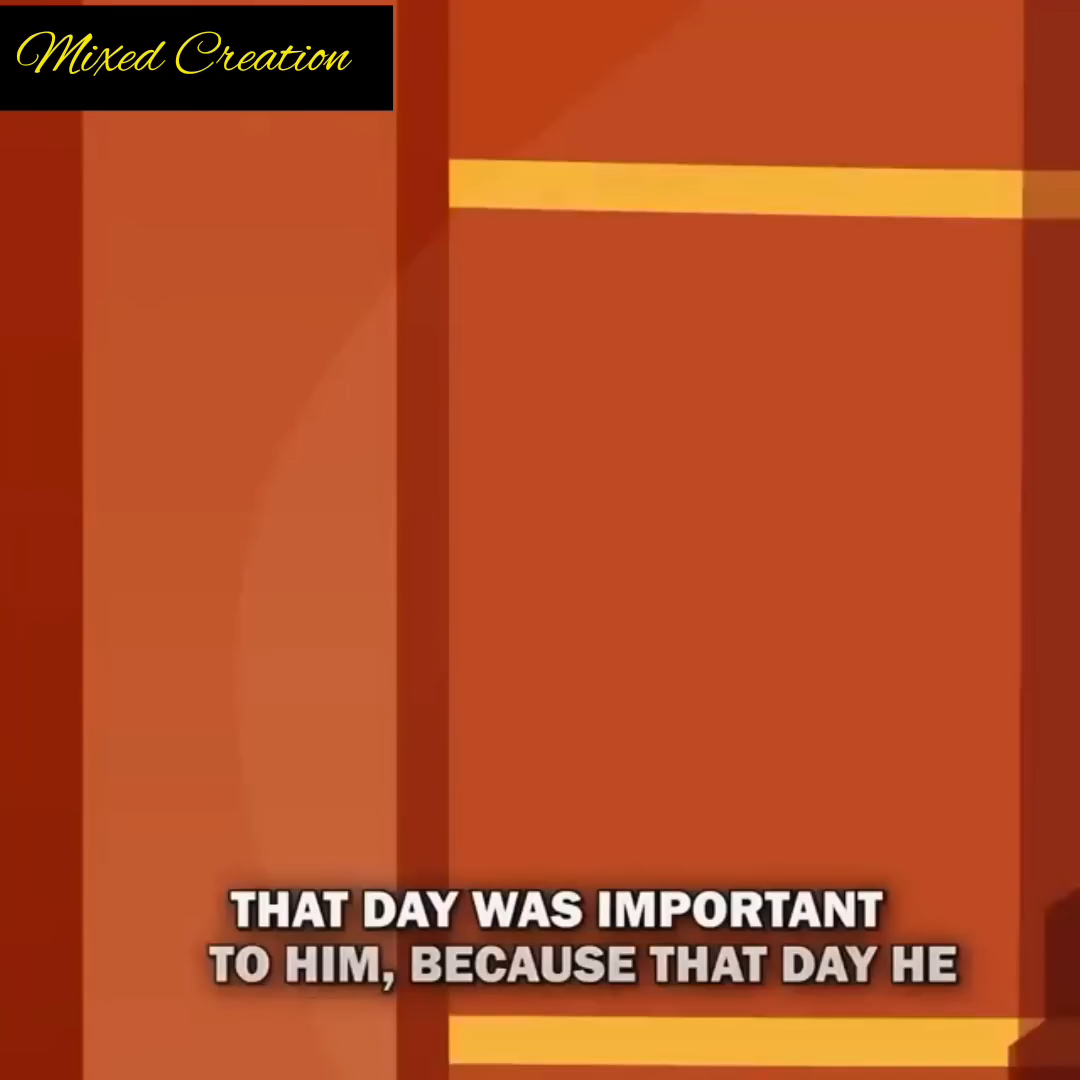 Mixed Creation
THAT DAY WAS IMPORTANT
TO HIM, BECAUSE THAT DAY HE